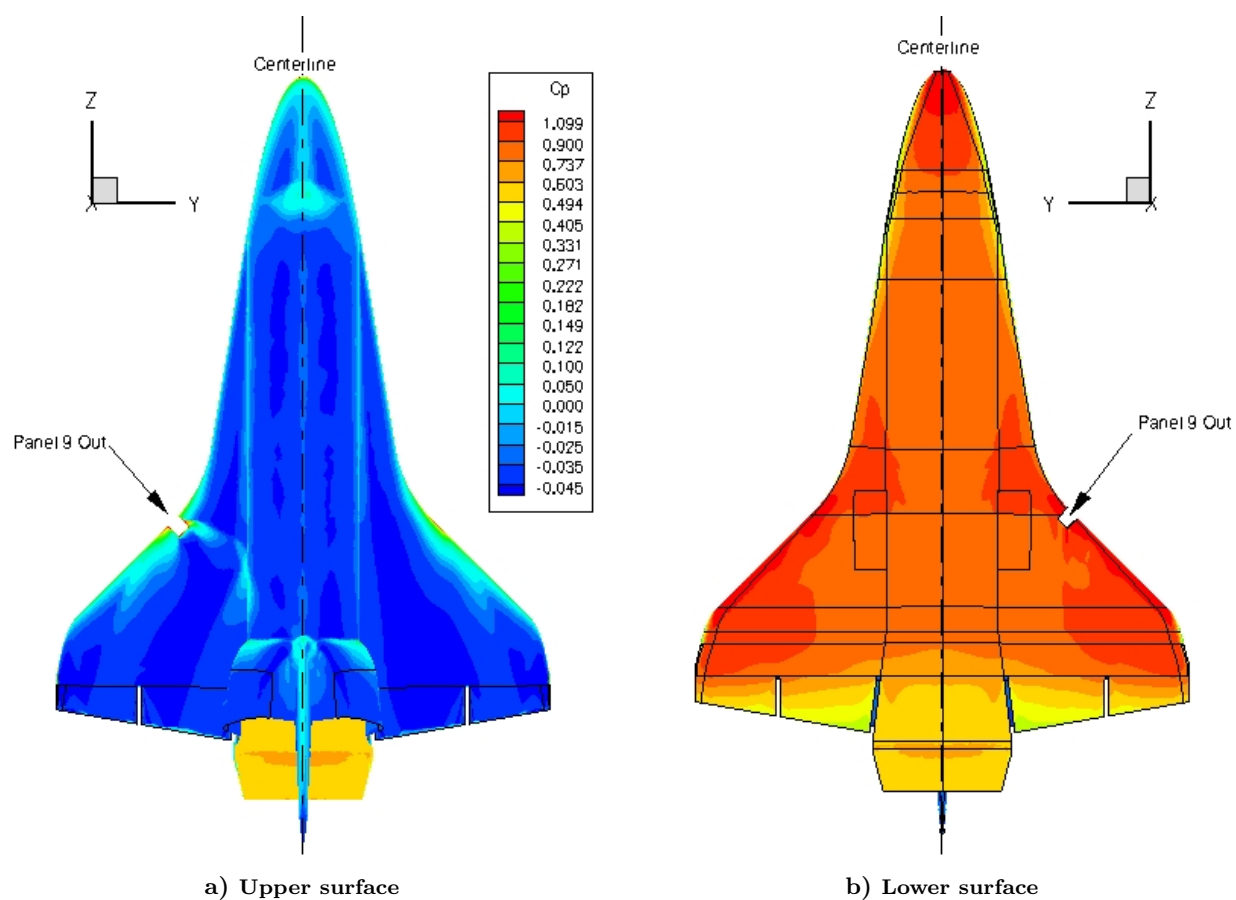 Centerline
Z
X
Y
Cp
1.099
0.900
0.737
0.603
0.494
0.405
0.331
0.271
0.222
0.182
0.149
0.122
0.100
0.050
0.000
-0.015
-0.025
-0.035
-0.045
Panel 9 Out
a) Upper surface
Centerline
Z
Y
X
Panel 9 Out
b) Lower surface